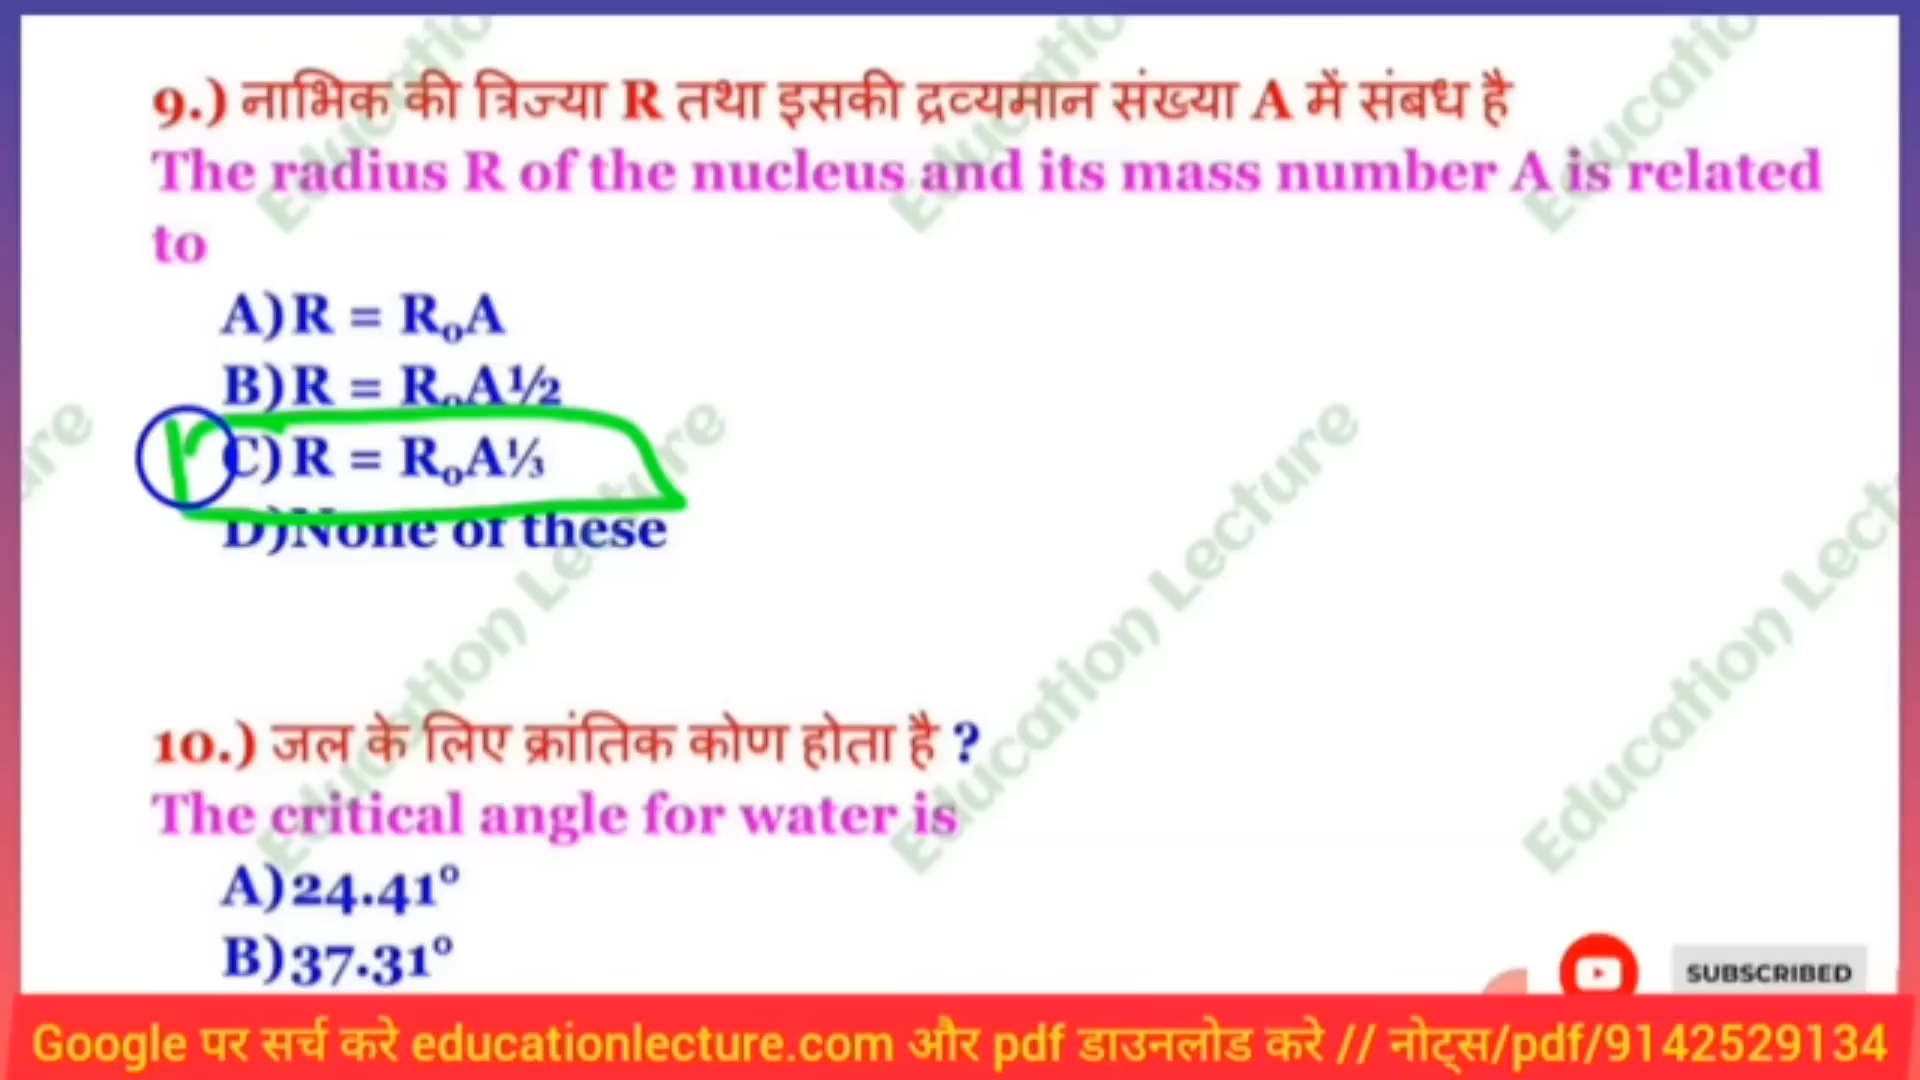 9.) नाभिक की त्रिज्या R तथा इसकी द्रव्यमान संख्या A में संबध है
The radius R of the nucleus and its mass number A is related
to
A) R = R₀A
B) R = R₀A½
C) R = R₀A⅓
D)None of these
10.) जल के लिए क्रांतिक कोण होता है ?
The critical angle for water is
A) 24.41°
B) 37.31°
SUBSCRIBED
Google पर सर्च करे educationlecture.com और pdf डाउनलोड करे // नोट्स/pdf/9142529134
Education Lecture